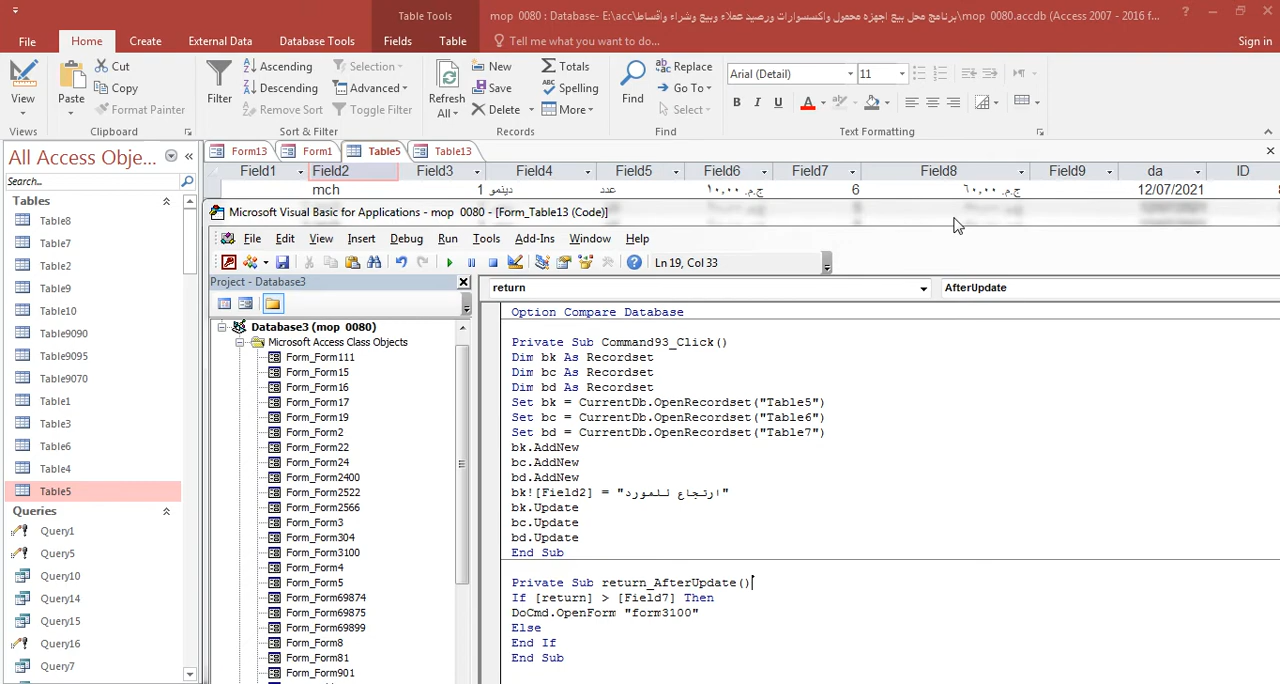 Table Tools
mop_0080 : Database- E:\acc\برنامج محل بيع اجهزه محمول واكسسوارات ورصيد عملاء وبيع وشراء واقساط\mop_0080.accdb (Access 2007 - 2016 f...
File Home Create External Data Database Tools Fields Table Tell me what you want to do... Sign in
View
Views
Paste
Cut
Copy
Format Painter
Clipboard
Filter
Ascending
Descending
Remove Sort
Selection
Advanced
Toggle Filter
Sort & Filter
Refresh All
New
Save
Delete
Totals
Spelling
More
Records
Find
Replace
Go To
Select
Find
Arial (Detail) 11
B I U
Text Formatting
All Access Obje...
Search...
Tables
Table8
Table7
Table2
Table9
Table10
Table9090
Table9095
Table9070
Table1
Table3
Table6
Table4
Table5
Queries
Query1
Query5
Query10
Query14
Query15
Query16
Query7
Form13 Form1 Table5 Table13
Field1 Field2 Field3 Field4 Field5 Field6 Field7 Field8 Field9 da ID
mch 1 دينمو عدد ج.م. ١٠,٠٠ 6 ج.م. ٦٠,٠٠ 12/07/2021
Microsoft Visual Basic for Applications - mop_0080 - [Form_Table13 (Code)]
File Edit View Insert Debug Run Tools Add-Ins Window Help
Ln 19, Col 33
Project - Database3
Database3 (mop_0080)
Microsoft Access Class Objects
Form_Form111
Form_Form15
Form_Form16
Form_Form17
Form_Form19
Form_Form2
Form_Form22
Form_Form24
Form_Form2400
Form_Form2522
Form_Form2566
Form_Form3
Form_Form304
Form_Form3100
Form_Form4
Form_Form5
Form_Form69874
Form_Form69875
Form_Form69899
Form_Form8
Form_Form81
Form_Form901
return AfterUpdate
Option Compare Database
Private Sub Command93_Click()
Dim bk As Recordset
Dim bc As Recordset
Dim bd As Recordset
Set bk = CurrentDb.OpenRecordset("Table5")
Set bc = CurrentDb.OpenRecordset("Table6")
Set bd = CurrentDb.OpenRecordset("Table7")
bk.AddNew
bc.AddNew
bd.AddNew
bk![Field2] = "ارتجاع للمورد"
bk.Update
bc.Update
bd.Update
End Sub
Private Sub return_AfterUpdate()
If [return] > [Field7] Then
DoCmd.OpenForm "form3100"
Else
End If
End Sub